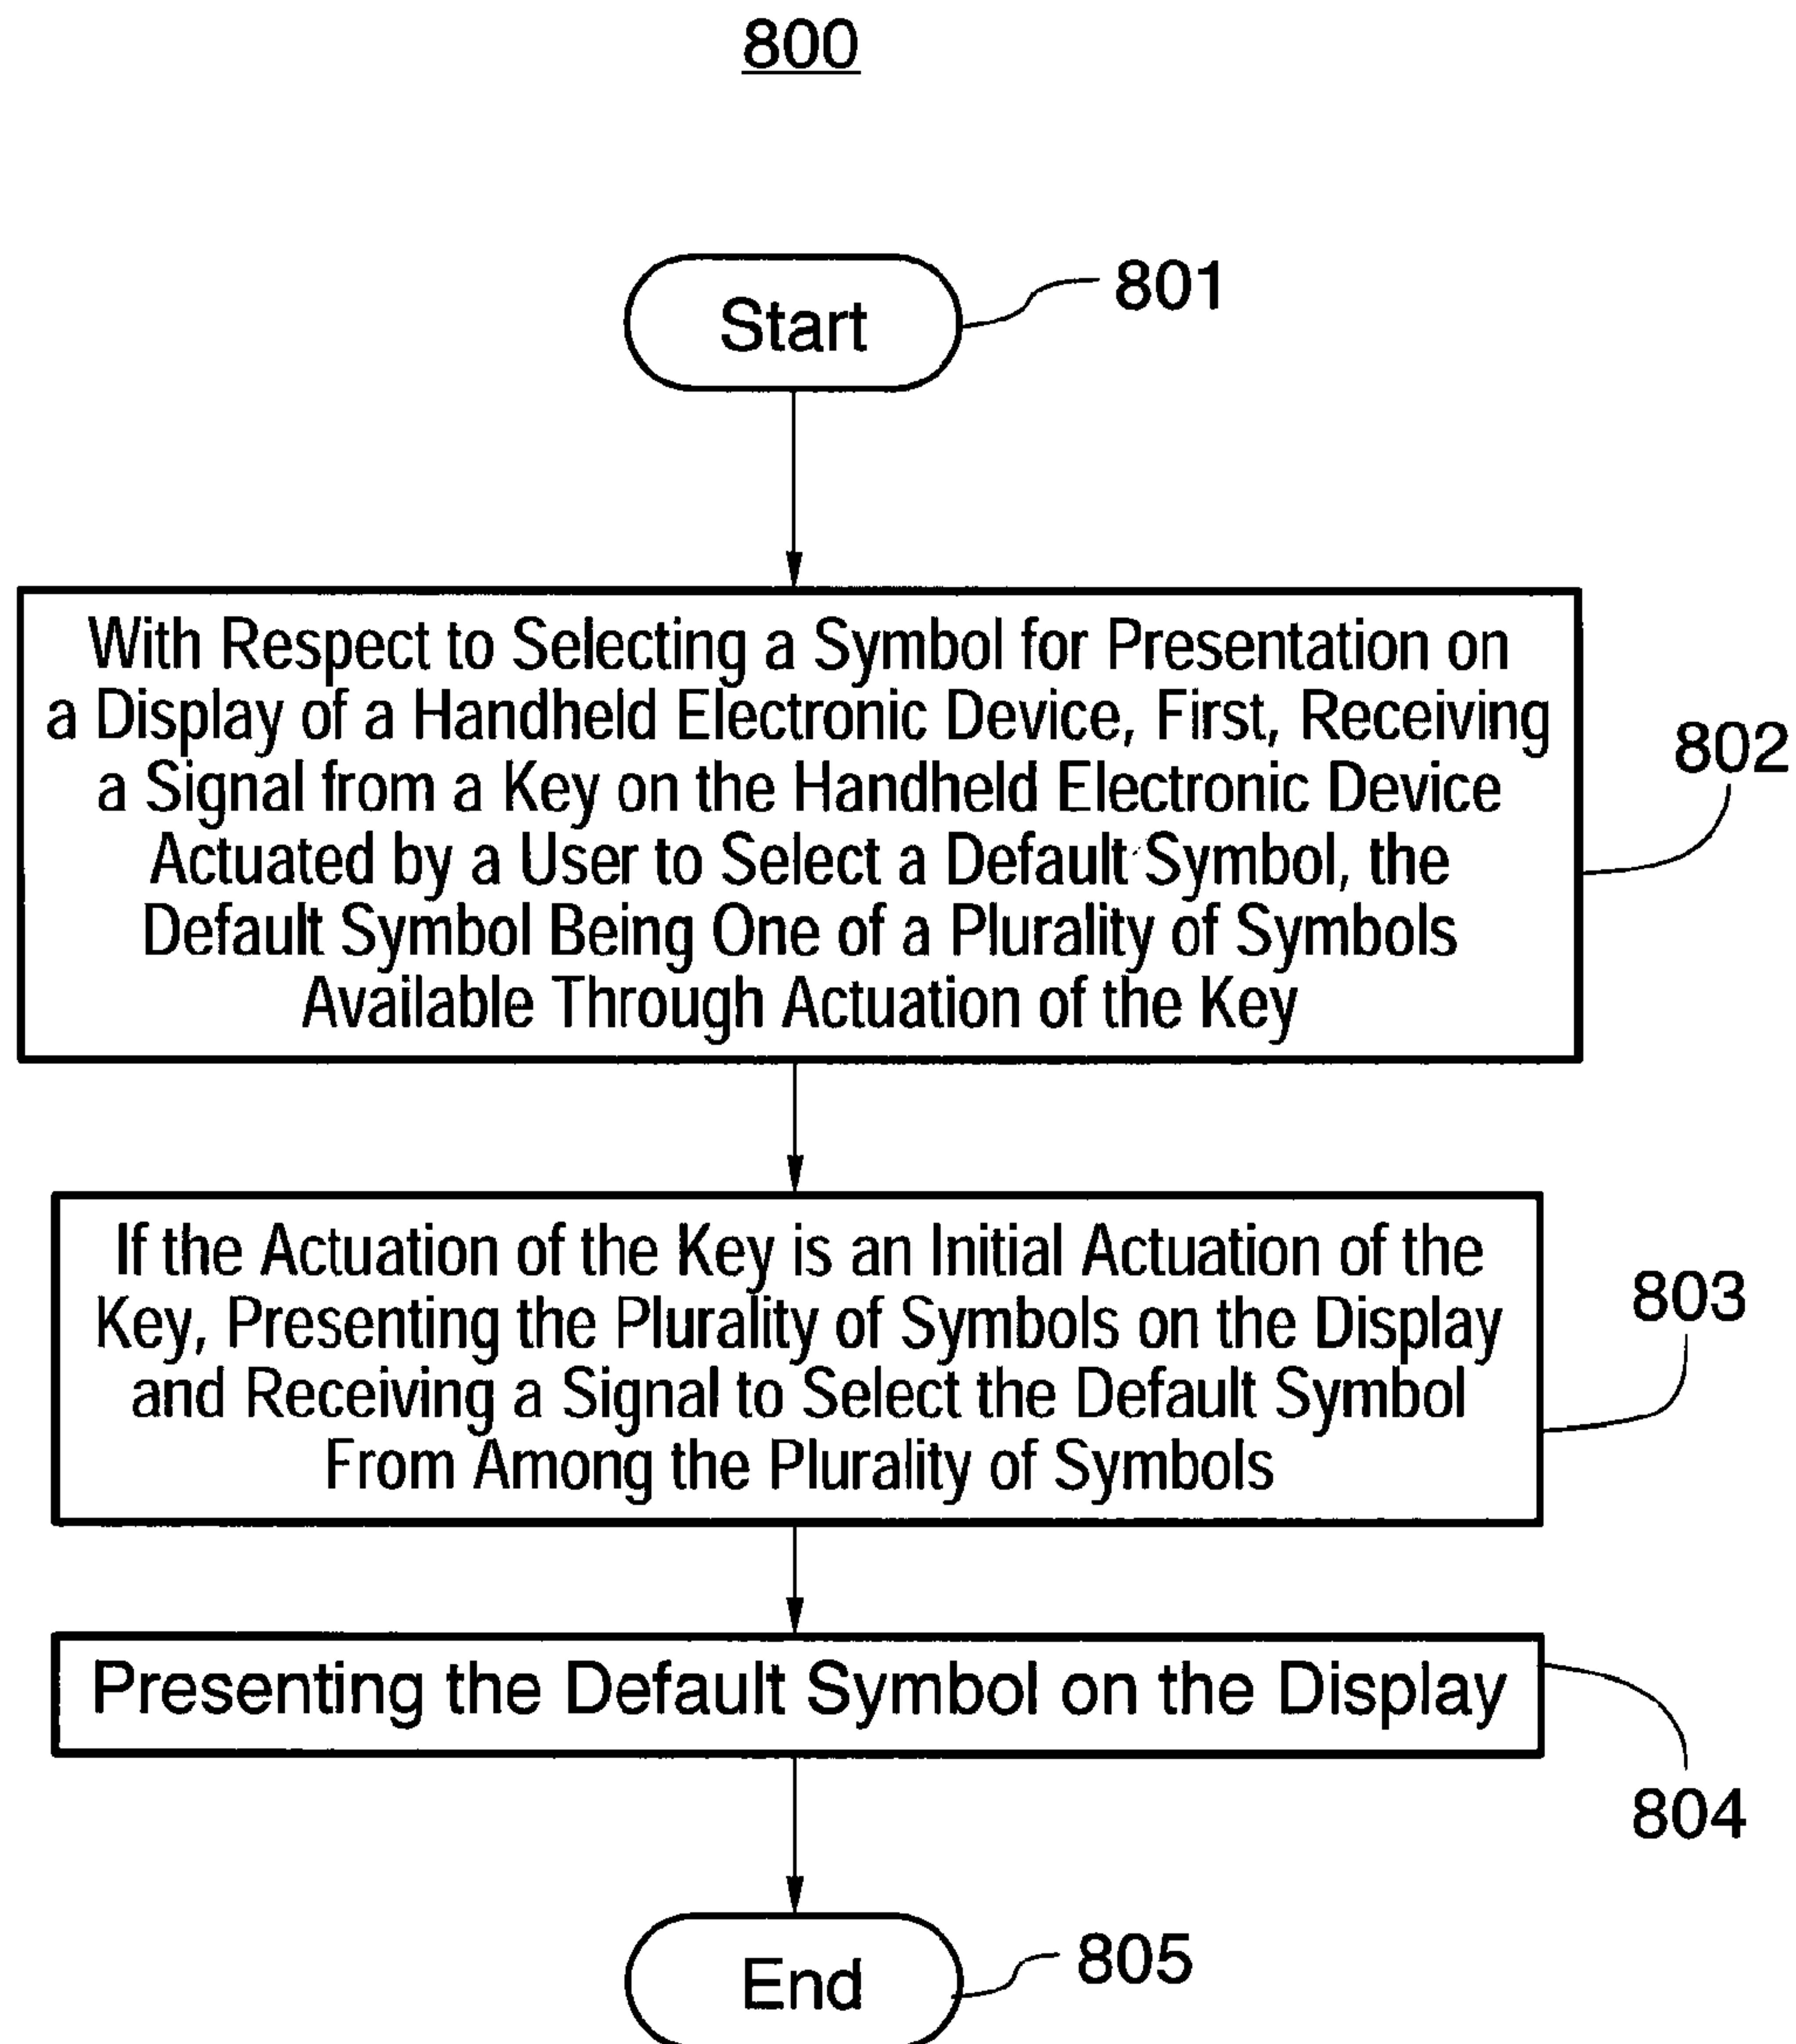 800
Start
801
With Respect to Selecting a Symbol for Presentation on
a Display of a Handheld Electronic Device, First, Receiving
a Signal from a Key on the Handheld Electronic Device
Actuated by a User to Select a Default Symbol, the
Default Symbol Being One of a Plurality of Symbols
Available Through Actuation of the Key
802
If the Actuation of the Key is an Initial Actuation of the
Key, Presenting the Plurality of Symbols on the Display
and Receiving a Signal to Select the Default Symbol
From Among the Plurality of Symbols
803
Presenting the Default Symbol on the Display
804
End
805